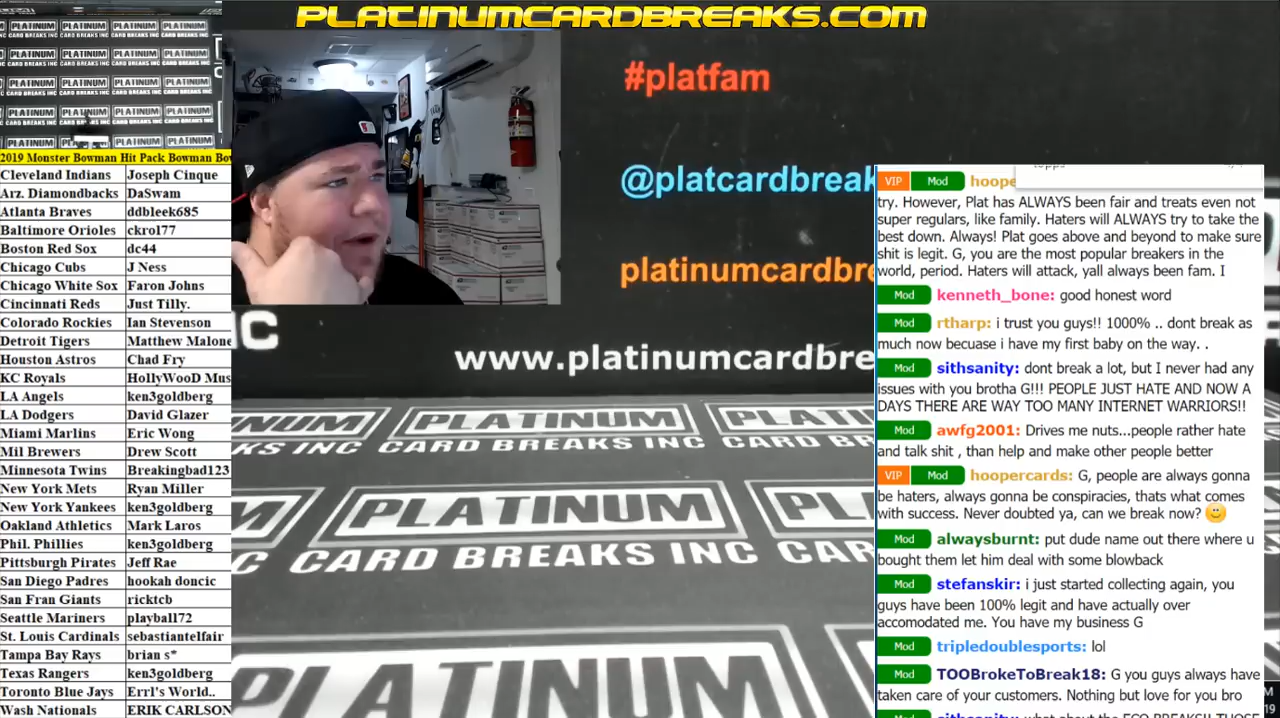 PLATINUMCARDBREAKS.COM
#platfam
@platcardbreak
platinumcardbre
www.platinumcardbre
NC
PLATINUM
CARD BREAKS INC
2019 Monster Bowman Hit Pack Bowman Bow
Cleveland Indians Joseph Cinque
Arz. Diamondbacks DaSwam
Atlanta Braves ddbleek685
Baltimore Orioles ckrol77
Boston Red Sox dc44
Chicago Cubs J Ness
Chicago White Sox Faron Johns
Cincinnati Reds Just Tilly.
Colorado Rockies Ian Stevenson
Detroit Tigers Matthew Malone
Houston Astros Chad Fry
KC Royals HollyWooD Mus
LA Angels ken3goldberg
LA Dodgers David Glazer
Miami Marlins Eric Wong
Mil Brewers Drew Scott
Minnesota Twins Breakingbad123
New York Mets Ryan Miller
New York Yankees ken3goldberg
Oakland Athletics Mark Laros
Phil. Phillies ken3goldberg
Pittsburgh Pirates Jeff Rae
San Diego Padres hookah doncic
San Fran Giants ricktcb
Seattle Mariners playball72
St. Louis Cardinals sebastiantelfair
Tampa Bay Rays brian s*
Texas Rangers ken3goldberg
Toronto Blue Jays Errl's World..
Wash Nationals ERIK CARLSON
VIP Mod hoope
try. However, Plat has ALWAYS been fair and treats even not
super regulars, like family. Haters will ALWAYS try to take the
best down. Always! Plat goes above and beyond to make sure
shit is legit. G, you are the most popular breakers in the
world, period. Haters will attack, yall always been fam. I
Mod kenneth_bone: good honest word
Mod rtharp: i trust you guys!! 1000% .. dont break as
much now becuase i have my first baby on the way. .
Mod sithsanity: dont break a lot, but I never had any
issues with you brotha G!!! PEOPLE JUST HATE AND NOW A
DAYS THERE ARE WAY TOO MANY INTERNET WARRIORS!!
Mod awfg2001: Drives me nuts...people rather hate
and talk shit , than help and make other people better
VIP Mod hoopercards: G, people are always gonna
be haters, always gonna be conspiracies, thats what comes
with success. Never doubted ya, can we break now?
Mod alwaysburnt: put dude name out there where u
bought them let him deal with some blowback
Mod stefanskir: i just started collecting again, you
guys have been 100% legit and have actually over
accomodated me. You have my business G
Mod tripledoublesports: lol
Mod TOOBrokeToBreak18: G you guys always have
taken care of your customers. Nothing but love for you bro